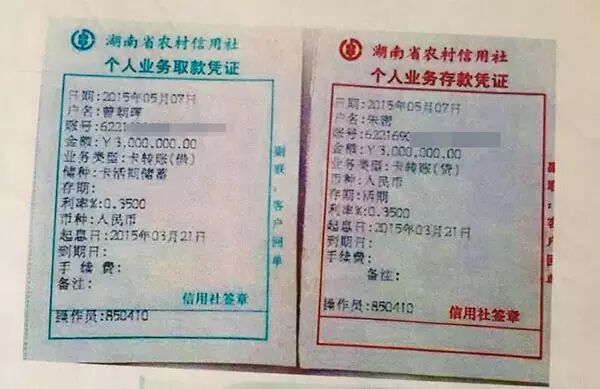 湖南省农村信用社
个人业务取款凭证
日期:2015年05月07日
户名:曾朝晖
账号:6221
金额:￥3,000,000.00
业务类型:卡转账(借)
储种:卡活期储蓄
存期:
利率%:0.3500
币种:人民币
起息日:2015年03月21日
到期日:
手续费:
备注:
信用社签章
操作员:850410
副联:客户回单
湖南省农村信用社
个人业务存款凭证
日期:2015年05月07日
户名:朱密
账号:6221690
金额:￥3,000,000.00
业务类型:卡转账(贷)
币种:人民币
存期:活期
利率%:0.3500
起息日:2015年03月21日
到期日:
手续费:
备注:
信用社签章
操作员:850410
副联:客户回单